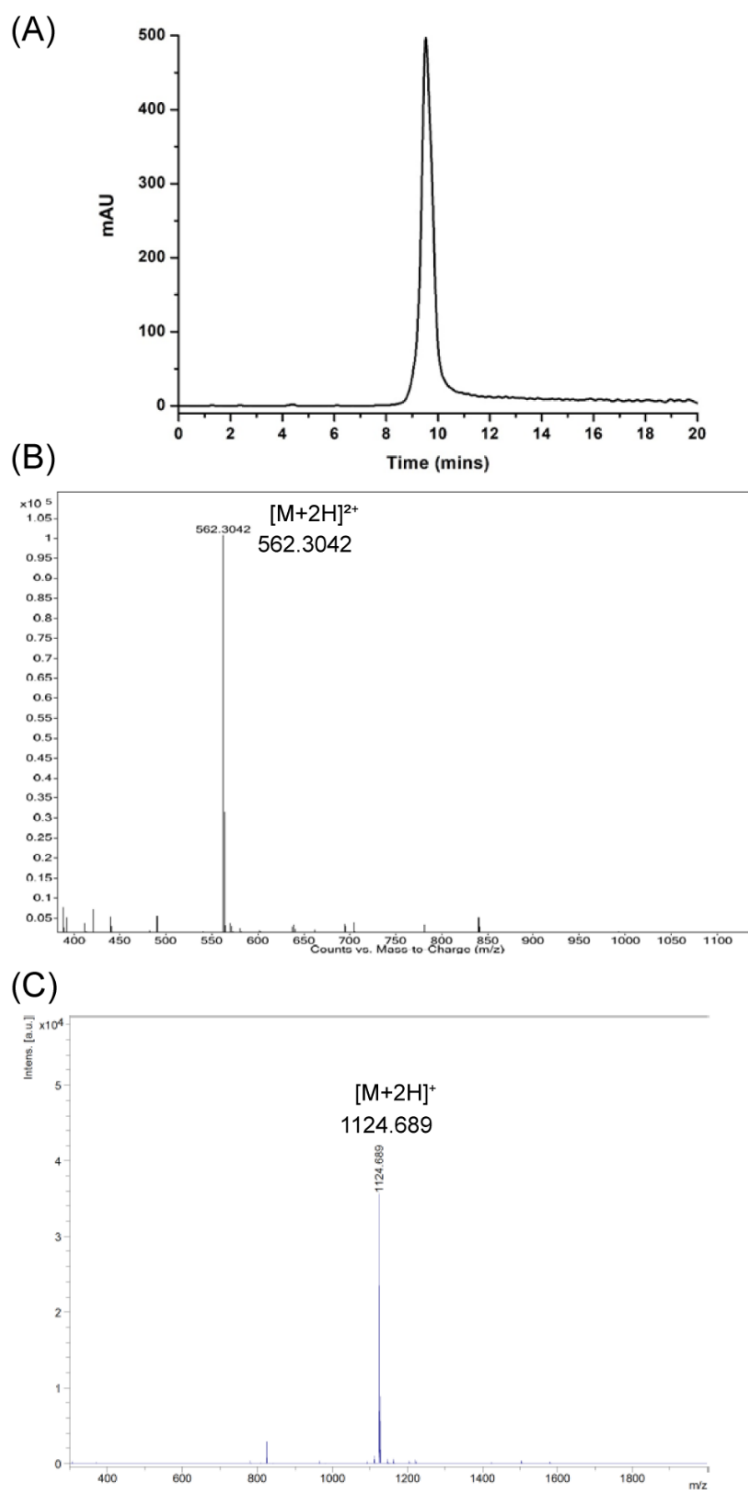 (A)
500
400
300
200
100
0
mAU
0 2 4 6 8 10 12 14 16 18 20
Time (mins)
(B)
x10 5
1.05
1
0.95
0.9
0.85
0.8
0.75
0.7
0.65
0.6
0.55
0.5
0.45
0.4
0.35
0.3
0.25
0.2
0.15
0.1
0.05
562.3042
[M+2H]²⁺
562.3042
400 450 500 550 600 650 700 750 800 850 900 950 1000 1050 1100
Counts vs. Mass-to-Charge (m/z)
(C)
Intens. [a.u.]
x10⁴
5
4
3
2
1
0
[M+2H]⁺
1124.689
1124.689
400 600 800 1000 1200 1400 1600 1800
m/z